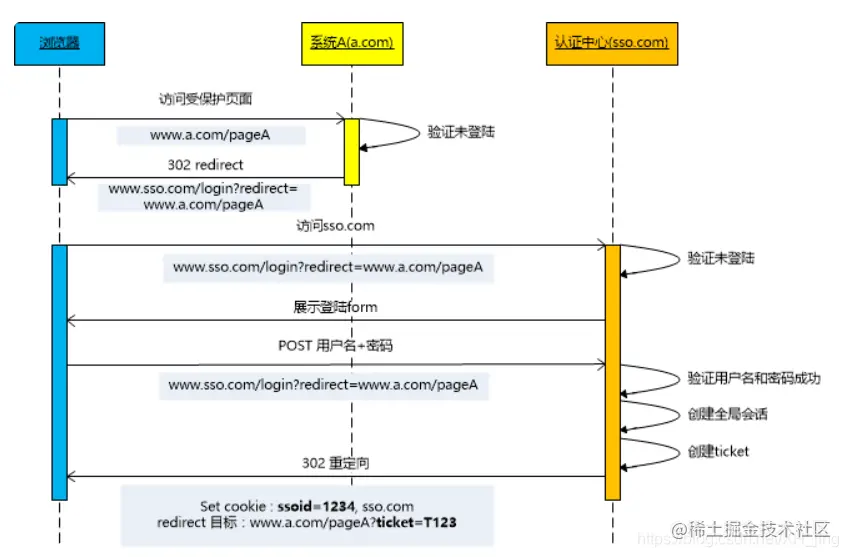 浏览器
系统A(a.com)
认证中心(sso.com)
访问受保护页面
www.a.com/pageA
验证未登陆
302 redirect
www.sso.com/login?redirect=
www.a.com/pageA
访问sso.com
www.sso.com/login?redirect=www.a.com/pageA
验证未登陆
展示登陆form
POST 用户名+密码
www.sso.com/login?redirect=www.a.com/pageA
验证用户名和密码成功
创建全局会话
创建ticket
302 重定向
Set cookie : ssoid=1234, sso.com
redirect 目标 : www.a.com/pageA?ticket=T123
@稀土掘金技术社区